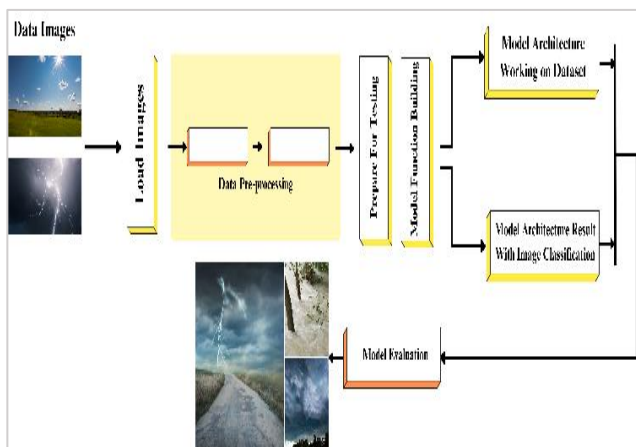 Data Images
Load Images
Data Pre-processing
Prepare For Testing
Model Function Building
Model Architecture
Working on Dataset
Model Architecture Result
With Image Classification
Model Evaluation